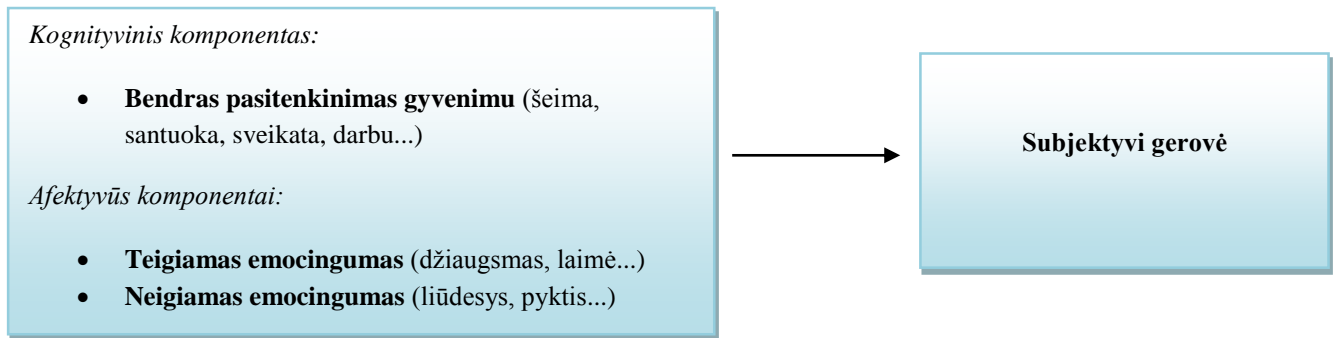 Kognityvinis komponentas:
• Bendras pasitenkinimas gyvenimu (šeima,
santuoka, sveikata, darbu...)
Afektyvūs komponentai:
• Teigiamas emocingumas (džiaugsmas, laimė...)
• Neigiamas emocingumas (liūdesys, pyktis...)
Subjektyvi gerovė